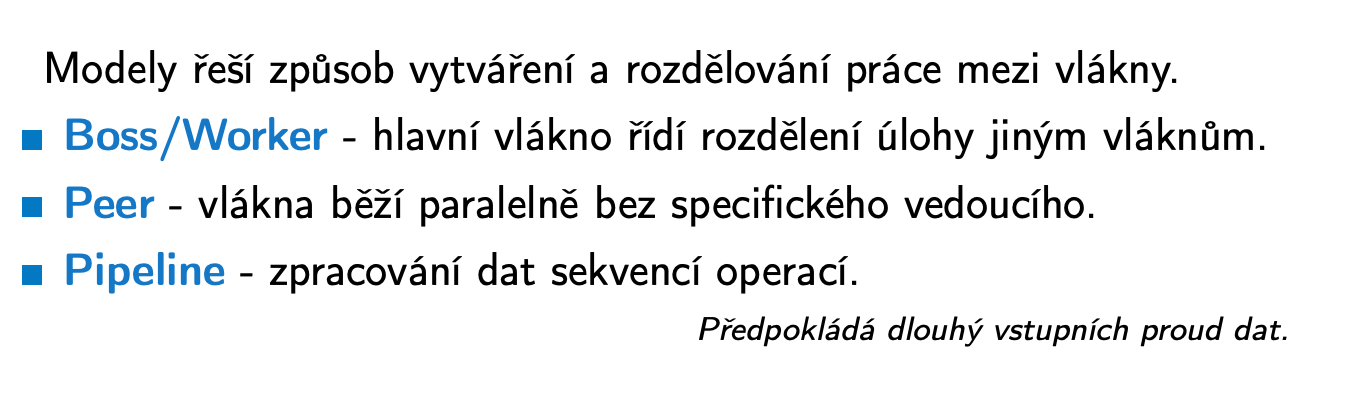 Modely řeší způsob vytváření a rozdělování práce mezi vlákny.
Boss/Worker - hlavní vlákno řídí rozdělení úlohy jiným vláknům.
Peer - vlákna běží paralelně bez specifického vedoucího.
Pipeline - zpracování dat sekvencí operací.
Předpokládá dlouhý vstupních proud dat.